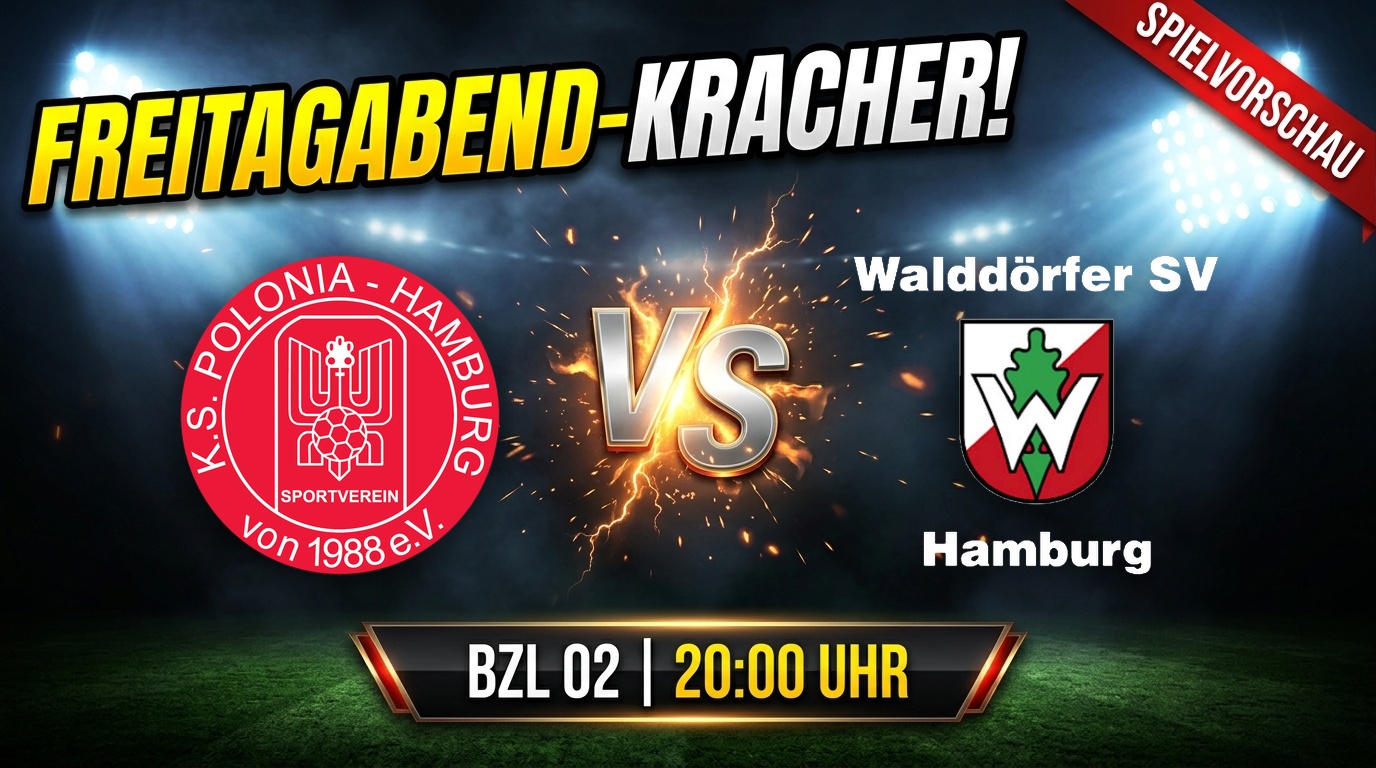 FREITAGABEND-KRACHER!
SPIELVORSCHAU
K.S. POLONIA - HAMBURG
SPORTVEREIN
von 1988 e.V.
Walddörfer SV
W
Hamburg
VS
BZL 02 | 20:00 UHR